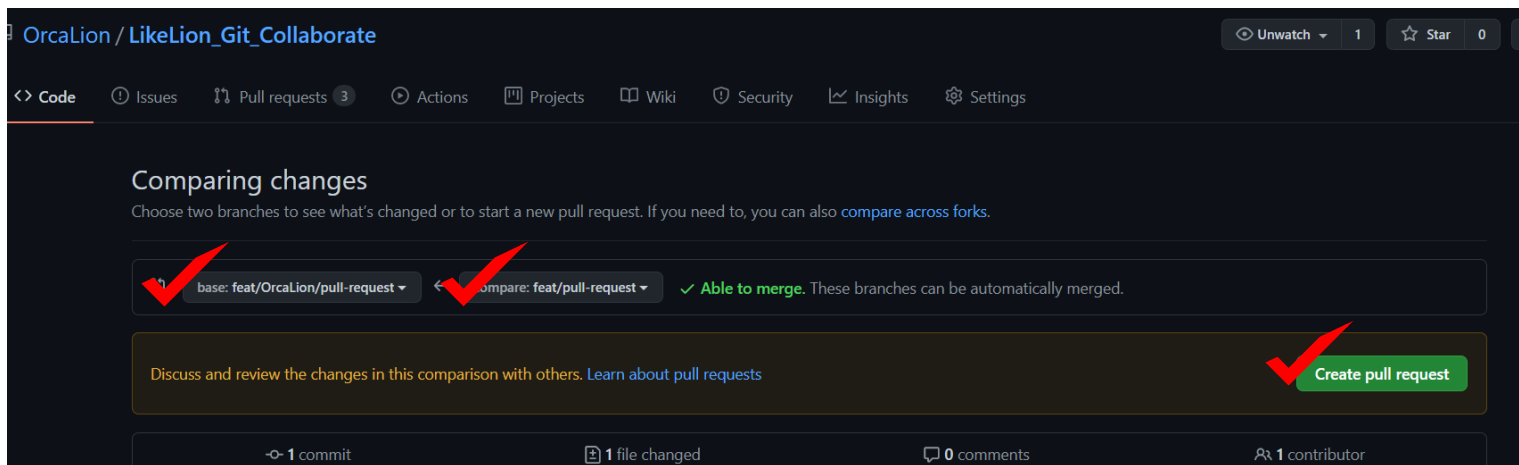 OrcaLion / LikeLion_Git_Collaborate
Unwatch 1 Star 0
<> Code Issues Pull requests 3 Actions Projects Wiki Security Insights Settings
Comparing changes
Choose two branches to see what's changed or to start a new pull request. If you need to, you can also compare across forks.
base: feat/OrcaLion/pull-request compare: feat/pull-request Able to merge. These branches can be automatically merged.
Discuss and review the changes in this comparison with others. Learn about pull requests
Create pull request
1 commit 1 file changed 0 comments 1 contributor